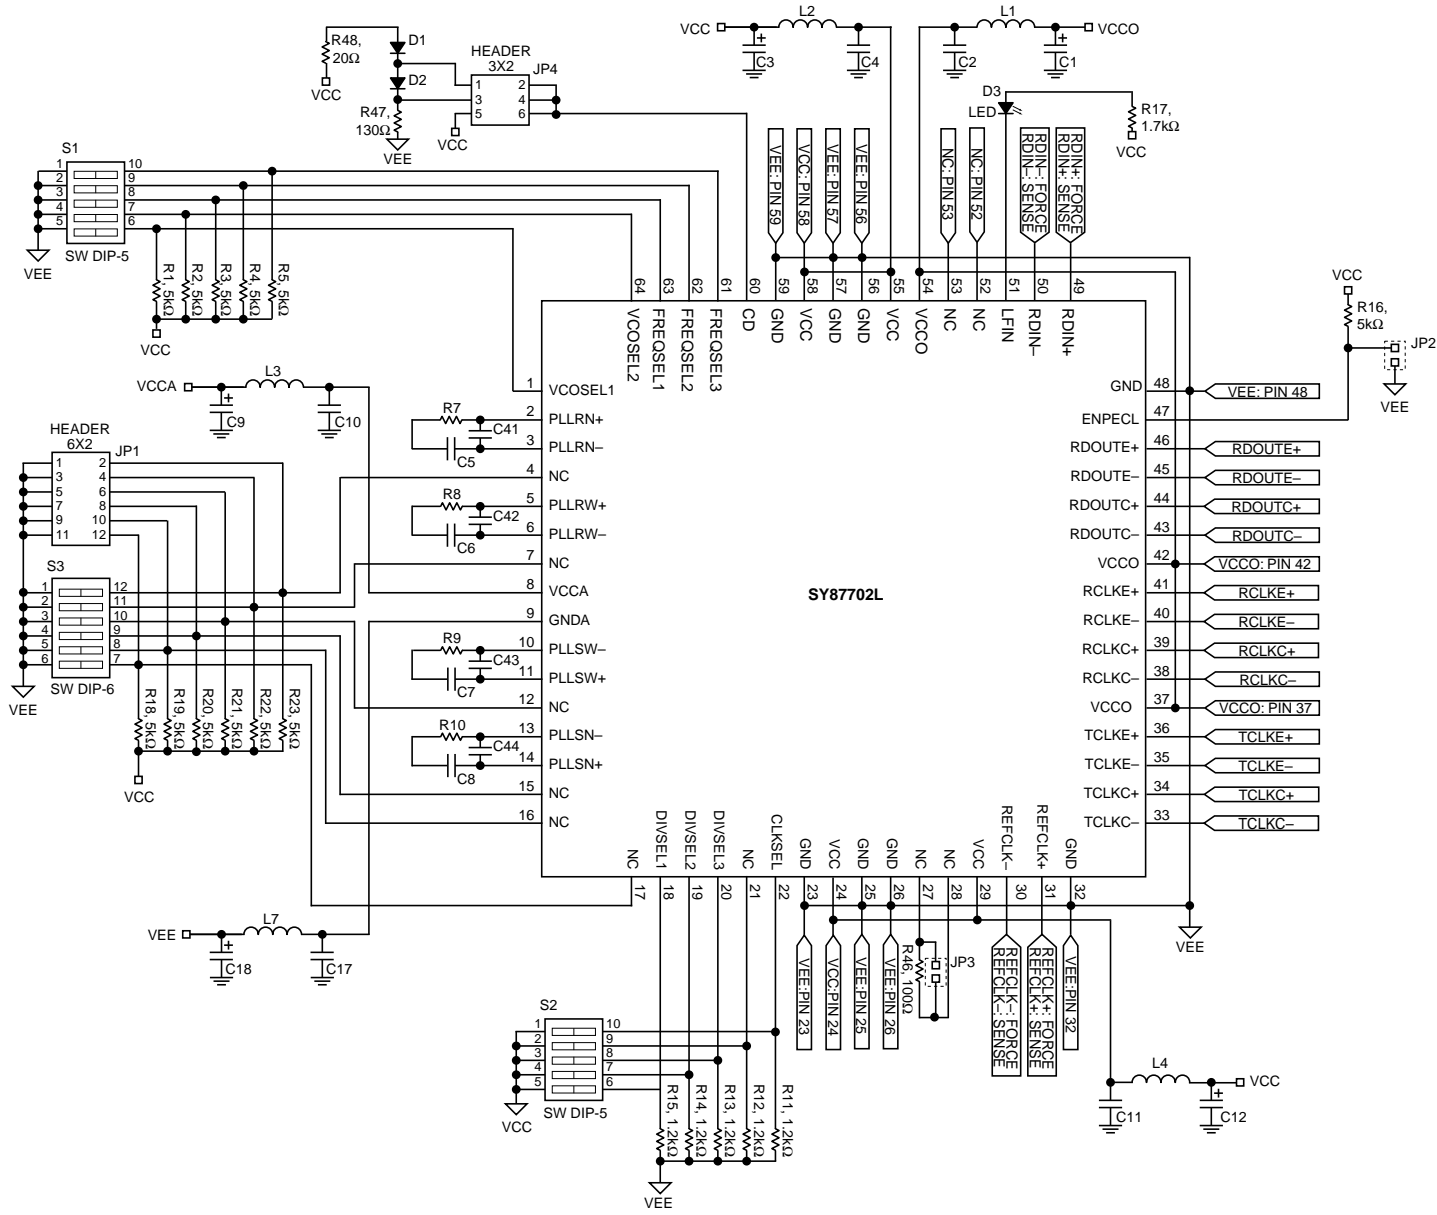 L2
L1
VCC
VCCO
C3
C4
C2
C1
R48,
20Ω
VCC
D1
D2
R47,
130Ω
VEE
HEADER
3X2
JP4
1 2
3 4
5 6
VCC
D3
LED
R17,
1.7kΩ
VCC
S1
1 10
2 9
3 8
4 7
5 6
SW DIP-5
VEE
R1, 5kΩ
R2, 5kΩ
R3, 5kΩ
R4, 5kΩ
R5, 5kΩ
VCC
VEE: PIN 59
VCC: PIN 58
VEE: PIN 57
VEE: PIN 56
NC: PIN 53
NC: PIN 52
RDIN–: FORCE
RDIN–: SENSE
RDIN+: FORCE
RDIN+: SENSE
64 VCOSEL2
63 FREQSEL1
62 FREQSEL2
61 FREQSEL3
60 CD
59 GND
58 VCC
57 GND
56 GND
55 VCC
54 VCCO
53 NC
52 NC
51 LFIN
50 RDIN–
49 RDIN+
VCC
R16,
5kΩ
JP2
VEE
VCCA
L3
C9
C10
HEADER
6X2
JP1
1 2
3 4
5 6
7 8
9 10
11 12
S3
1 12
2 11
3 10
4 9
5 8
6 7
SW DIP-6
VEE
R18, 5kΩ
R19, 5kΩ
R20, 5kΩ
R21, 5kΩ
R22, 5kΩ
R23, 5kΩ
VCC
R7
C41
C5
R8
C42
C6
R9
C43
C7
R10
C44
C8
1 VCOSEL1
2 PLLRN+
3 PLLRN–
4 NC
5 PLLRW+
6 PLLRW–
7 NC
8 VCCA
9 GNDA
10 PLLSW–
11 PLLSW+
12 NC
13 PLLSN–
14 PLLSN+
15 NC
16 NC
SY87702L
GND 48 VEE: PIN 48
ENPECL 47
RDOUTE+ 46 RDOUTE+
RDOUTE– 45 RDOUTE–
RDOUTC+ 44 RDOUTC+
RDOUTC– 43 RDOUTC–
VCCO 42 VCCO: PIN 42
RCLKE+ 41 RCLKE+
RCLKE– 40 RCLKE–
RCLKC+ 39 RCLKC+
RCLKC– 38 RCLKC–
VCCO 37 VCCO: PIN 37
TCLKE+ 36 TCLKE+
TCLKE– 35 TCLKE–
TCLKC+ 34 TCLKC+
TCLKC– 33 TCLKC–
NC 17
DIVSEL1 18
DIVSEL2 19
DIVSEL3 20
NC 21
CLKSEL 22
GND 23
VCC 24
GND 25
GND 26
NC 27
NC 28
VCC 29
REFCLK– 30
REFCLK+ 31
GND 32
VEE
L7
C18
C17
VEE:PIN 23
VCC:PIN 24
VEE:PIN 25
VEE:PIN 26
R46, 100Ω
JP3
REFCLK–: FORCE
REFCLK–: SENSE
REFCLK+: FORCE
REFCLK+: SENSE
VEE:PIN 32
VEE
S2
1 10
2 9
3 8
4 7
5 6
SW DIP-5
VCC
R15, 1.2kΩ
R14, 1.2kΩ
R13, 1.2kΩ
R12, 1.2kΩ
R11, 1.2kΩ
VEE
L4
VCC
C11
C12